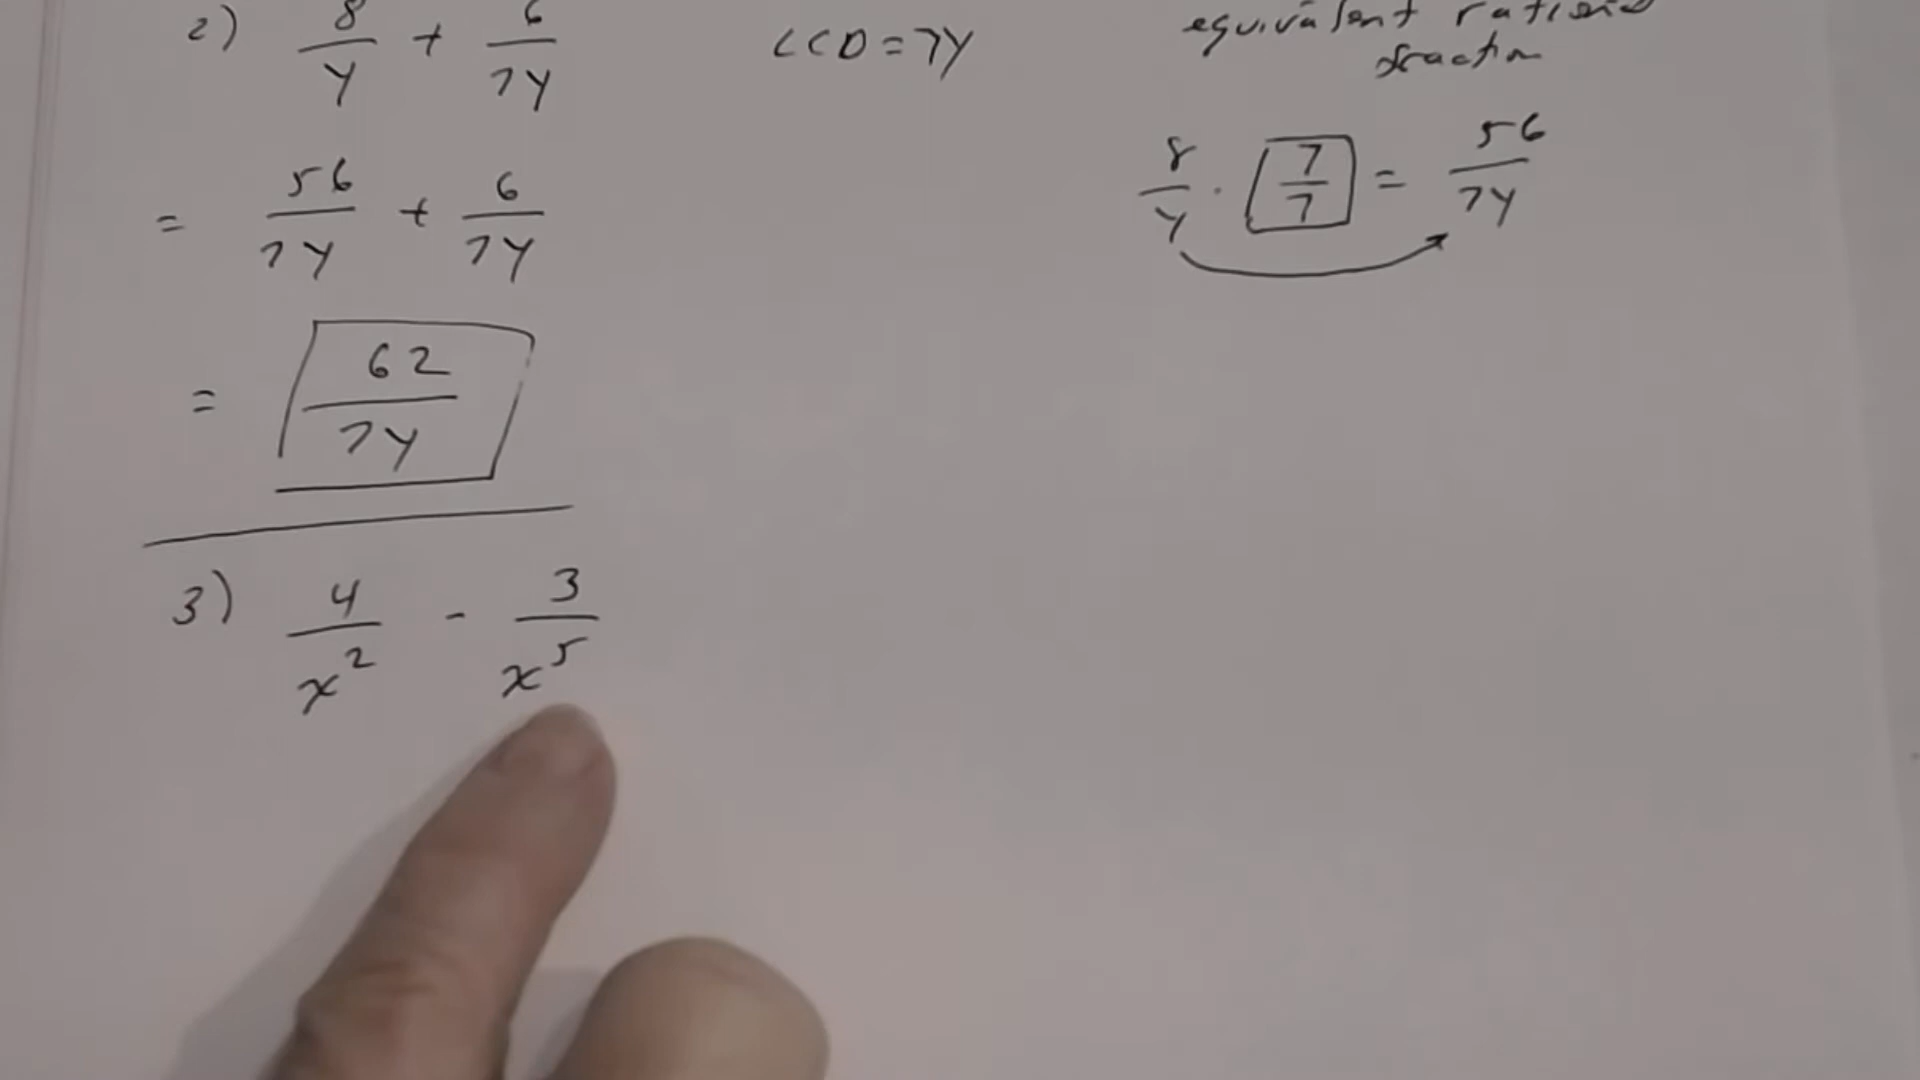 2) 8/y + 6/7y LCD = 7y
equivalent
fraction
8/y · 7/7 = 56/7y
= 56/7y + 6/7y
= 62/7y
3) 4/x² - 3/x⁵